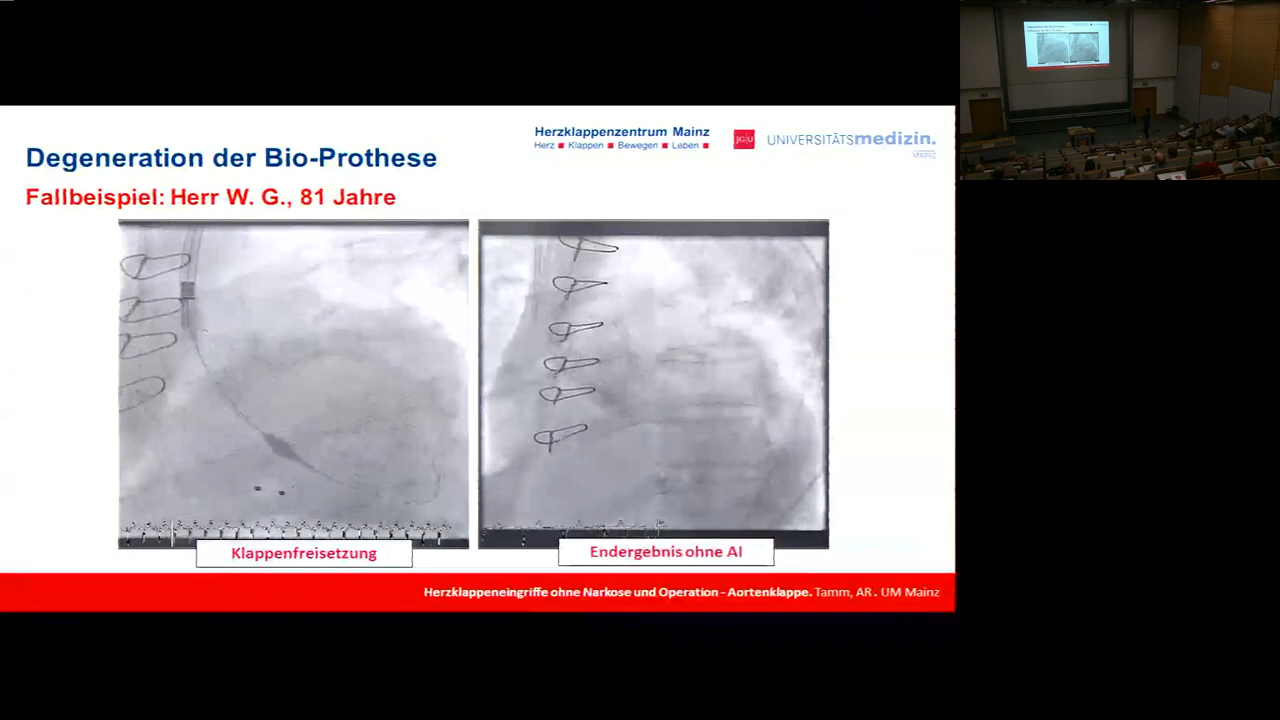 Herzklappenzentrum Mainz
Herz ■ Klappen ■ Bewegen ■ Leben ■
JG|U
UNIVERSITÄTSmedizin.
MAINZ
Degeneration der Bio-Prothese
Fallbeispiel: Herr W. G., 81 Jahre
Klappenfreisetzung
Endergebnis ohne AI
Herzklappeneingriffe ohne Narkose und Operation – Aortenklappe. Tamm, AR . UM Mainz